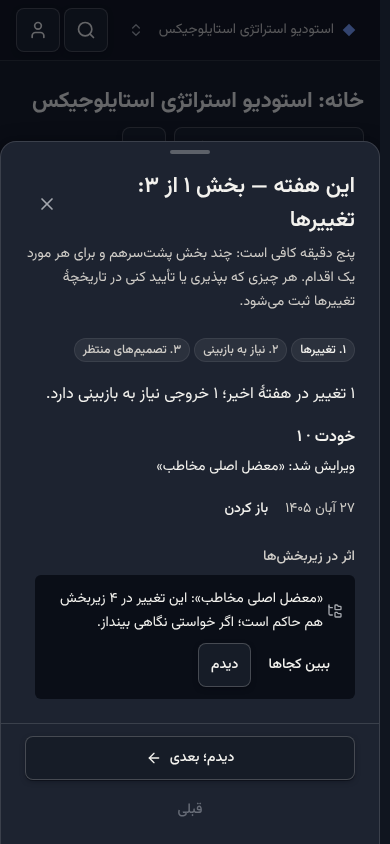 استودیو استراتژی استایلوجیکس
خانه: استودیو استراتژی استایلوجیکس
این هفته — بخش ۱ از ۳:
تغییرها
پنج دقیقه کافی است: چند بخش پشت‌سرهم و برای هر مورد
یک اقدام. هر چیزی که بپذیری یا تأیید کنی در تاریخچهٔ
تغییرها ثبت می‌شود.
۱. تغییرها
۲. نیاز به بازبینی
۳. تصمیم‌های منتظر
۱ تغییر در هفتهٔ اخیر؛ ۱ خروجی نیاز به بازبینی دارد.
خودت · ۱
ویرایش شد: «معضل اصلی مخاطب»
۲۷ آبان ۱۴۰۵
باز کردن
اثر در زیربخش‌ها
«معضل اصلی مخاطب»: این تغییر در ۴ زیربخش
هم حاکم است؛ اگر خواستی نگاهی بینداز.
ببین کجاها
دیدم
دیدم؛ بعدی ←
قبلی